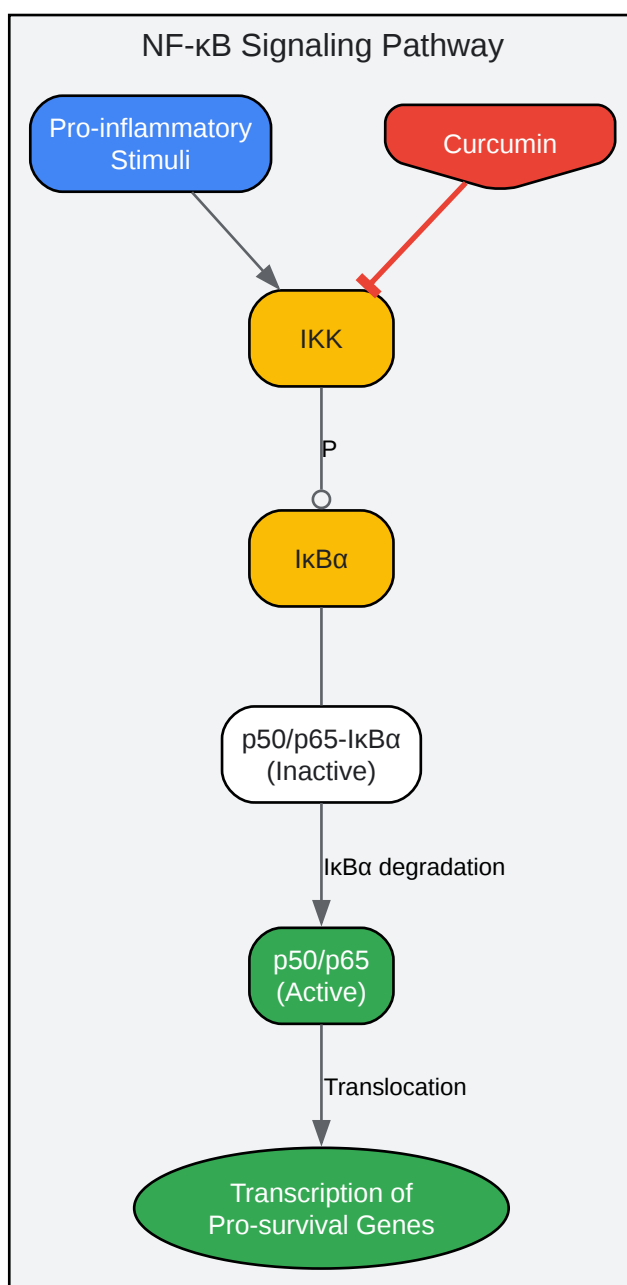 NF-κB Signaling Pathway
Pro-inflammatory
Stimuli
Curcumin
IKK
P
IκBα
p50/p65-IκBα
(Inactive)
IκBα degradation
p50/p65
(Active)
Translocation
Transcription of
Pro-survival Genes